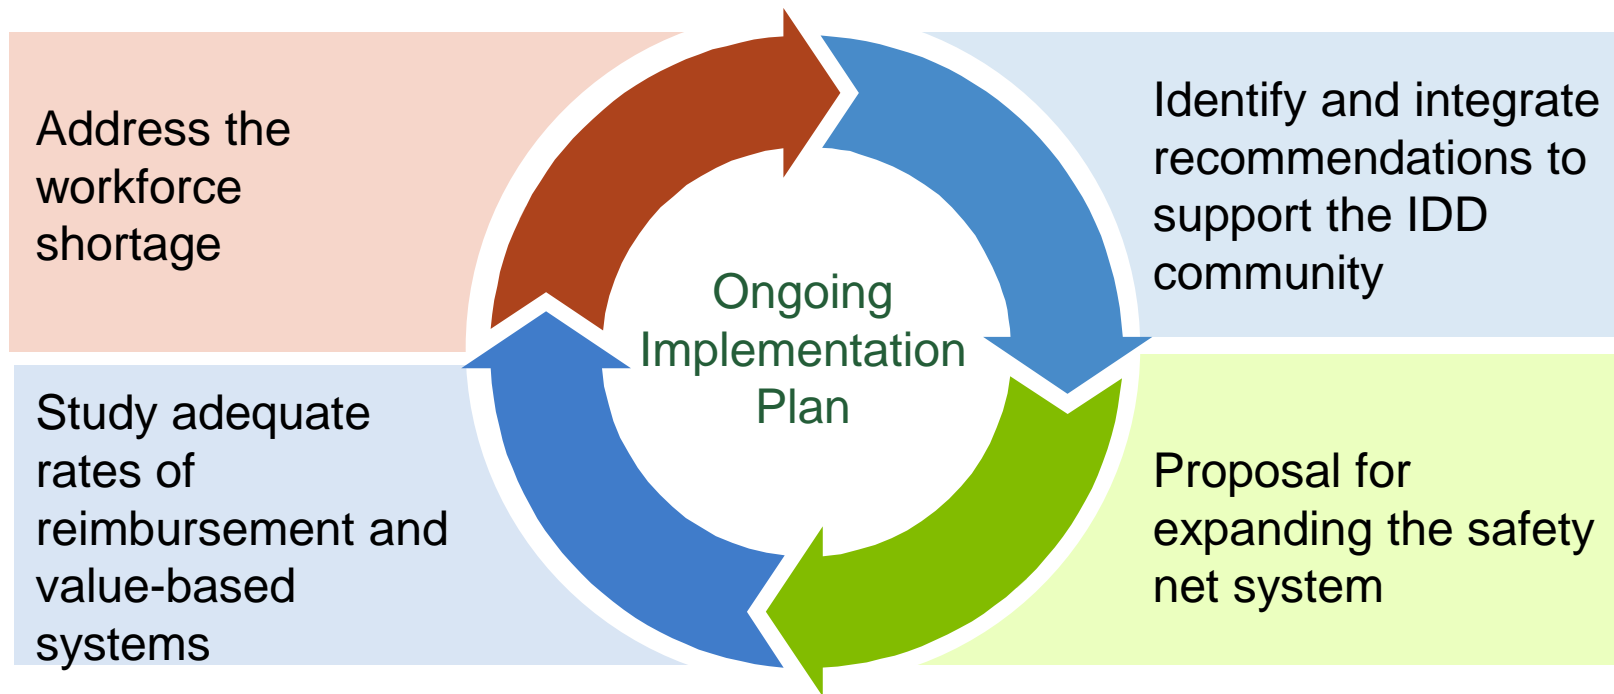 Address the
workforce
shortage
Identify and integrate
recommendations to
support the IDD
community
Ongoing
Implementation
Plan
Study adequate
rates of
reimbursement and
value-based
systems
Proposal for
expanding the safety
net system